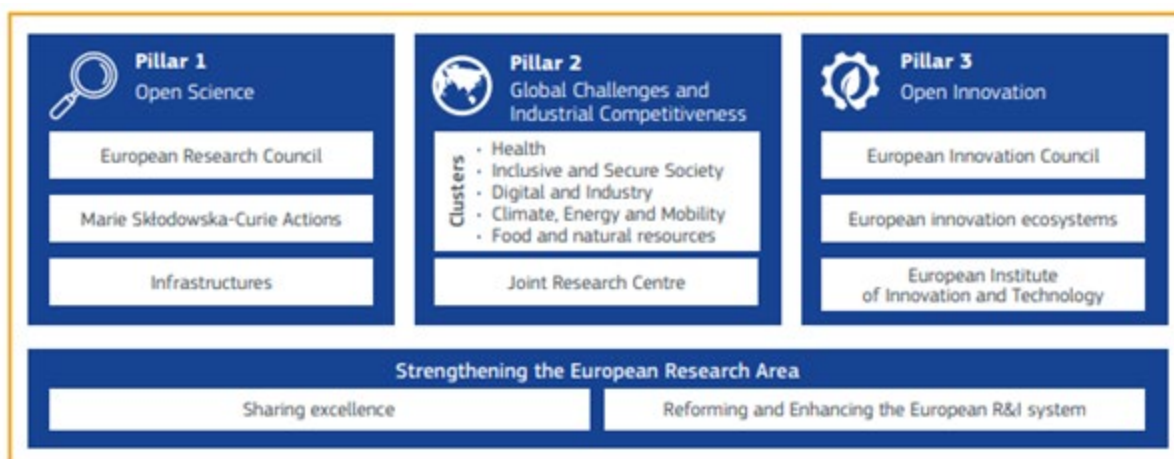 Pillar 1
Open Science
European Research Council
Marie Skłodowska-Curie Actions
Infrastructures
Pillar 2
Global Challenges and
Industrial Competitiveness
Clusters
· Health
· Inclusive and Secure Society
· Digital and Industry
· Climate, Energy and Mobility
· Food and natural resources
Joint Research Centre
Pillar 3
Open Innovation
European Innovation Council
European innovation ecosystems
European Institute
of Innovation and Technology
Strengthening the European Research Area
Sharing excellence
Reforming and Enhancing the European R&I system